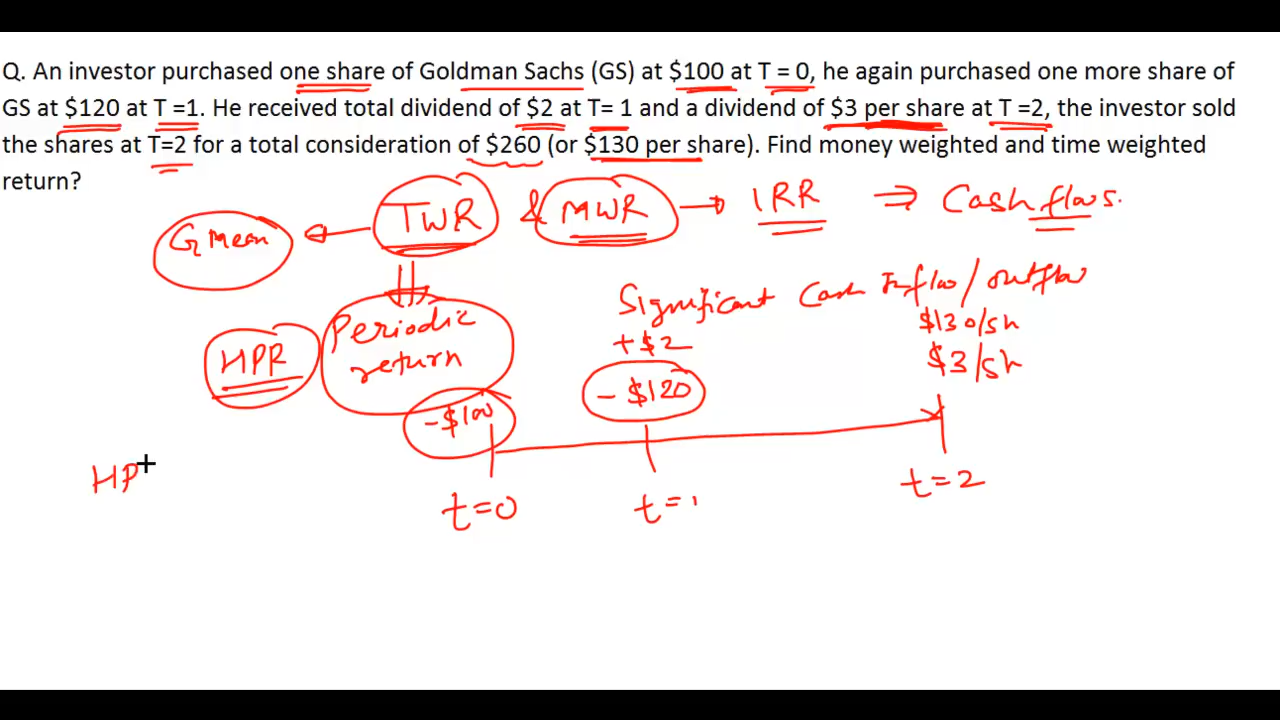 Q. An investor purchased one share of Goldman Sachs (GS) at $100 at T = 0, he again purchased one more share of
GS at $120 at T =1. He received total dividend of $2 at T= 1 and a dividend of $3 per share at T =2, the investor sold
the shares at T=2 for a total consideration of $260 (or $130 per share). Find money weighted and time weighted
return?
G Mean ← TWR & MWR → IRR ⇒ Cash flows.
Significant Cash Inflow/outflow
HPR Periodic return
+$2
$130/sh
$3/sh
-$100
-$120
HP
t=0
t=1
t=2